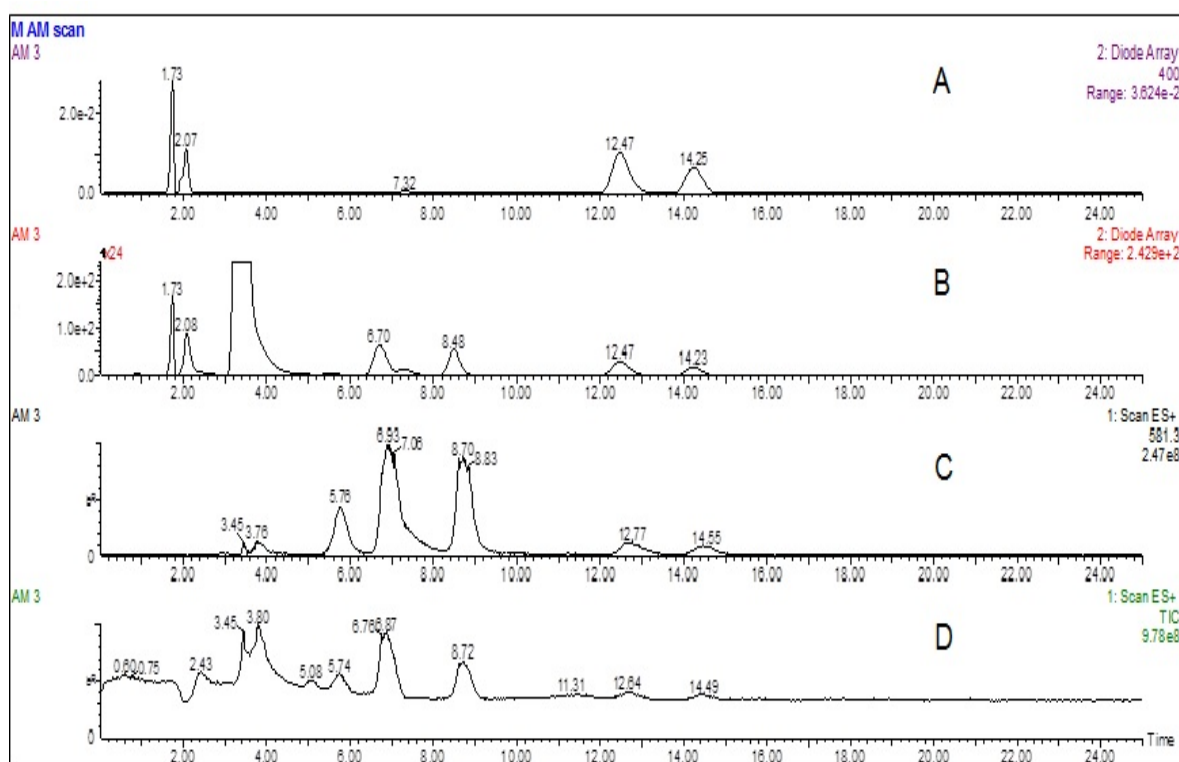 M AM scan
AM 3
2: Diode Array
400
Range: 3.624e-2
A
1.73
2.07
7.32
12.47
14.25
2.0e-2
0.0
2.00 4.00 6.00 8.00 10.00 12.00 14.00 16.00 18.00 20.00 22.00 24.00
AM 3
x24
2: Diode Array
Range: 2.429e+2
B
1.73
2.08
6.70
8.48
12.47
14.23
2.0e+2
1.0e+2
0.0
2.00 4.00 6.00 8.00 10.00 12.00 14.00 16.00 18.00 20.00 22.00 24.00
AM 3
1: Scan ES+
581.3
2.47e8
C
3.45
3.76
5.76
6.93
7.06
8.70
8.83
12.77
14.55
0
2.00 4.00 6.00 8.00 10.00 12.00 14.00 16.00 18.00 20.00 22.00 24.00
AM 3
1: Scan ES+
TIC
9.78e8
D
0.60
0.75
2.43
3.45
3.80
5.08
5.74
6.76
6.87
8.72
11.31
12.64
14.49
0
Time
2.00 4.00 6.00 8.00 10.00 12.00 14.00 16.00 18.00 20.00 22.00 24.00